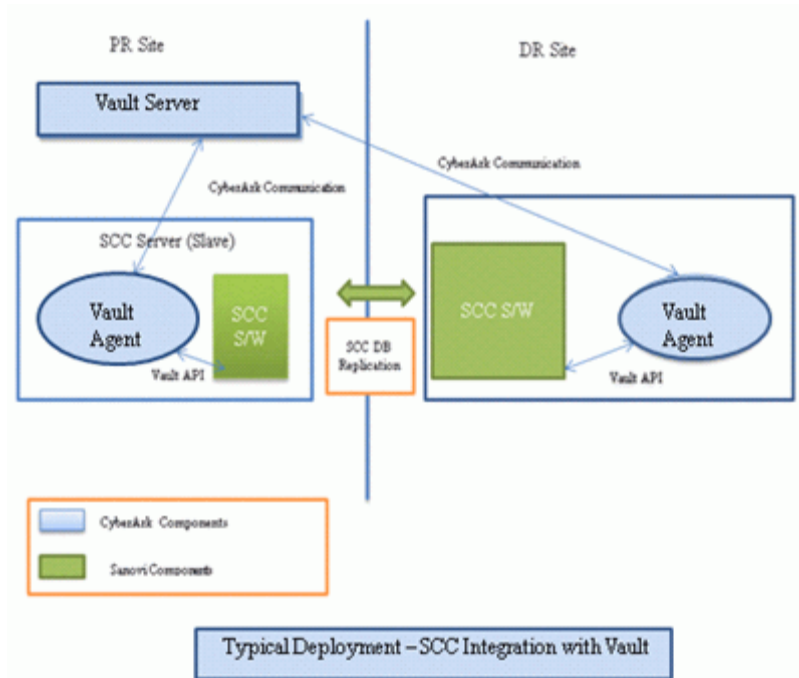 PR Site
DR Site
Vault Server
CyberArk Communication
CyberArk Communication
SCC Server (Slave)
Vault
Agent
SCC
S/W
Vault API
SCC DB
Replication
SCC S/W
Vault
Agent
Vault API
CyberArk Components
Sanovi Components
Typical Deployment – SCC Integration with Vault